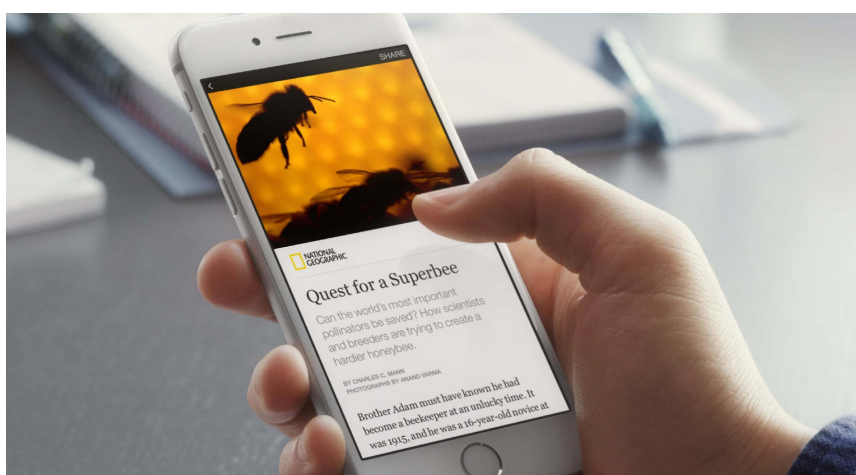 SHARE
NATIONAL
GEOGRAPHIC
Quest for a Superbee
Can the world's most important
pollinators be saved? How scientists
and breeders are trying to create a
hardier honeybee.
BY CHARLES C. MANN
PHOTOGRAPHS BY ANAND VARMA
Brother Adam must have known he had
become a beekeeper at an unlucky time. It
was 1915, and he was a 16-year-old novice at